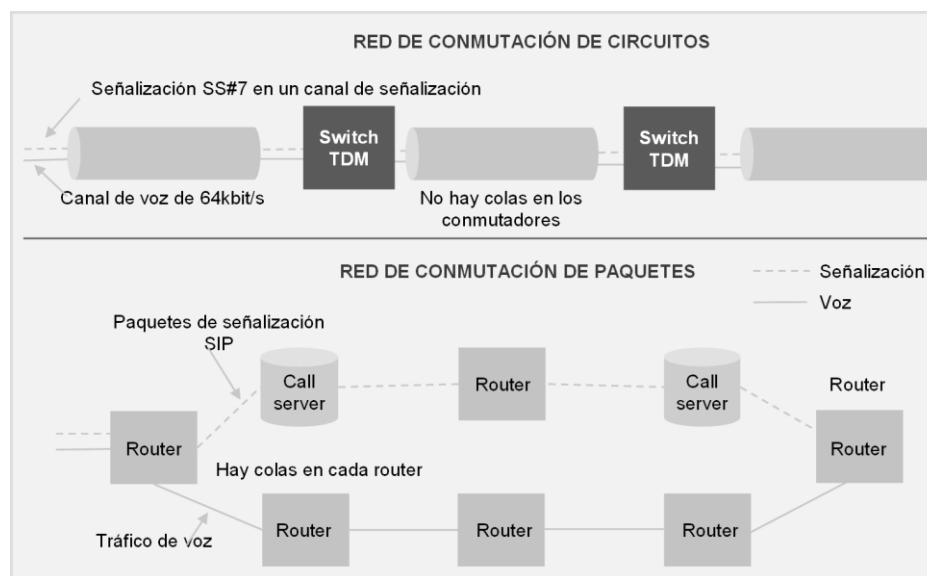 RED DE CONMUTACIÓN DE CIRCUITOS
Señalización SS#7 en un canal de señalización
Switch
TDM
Switch
TDM
Canal de voz de 64kbit/s
No hay colas en los
conmutadores
RED DE CONMUTACIÓN DE PAQUETES
Señalización
Voz
Paquetes de señalización
SIP
Call
server
Router
Call
server
Router
Router
Router
Hay colas en cada router
Router
Router
Router
Tráfico de voz